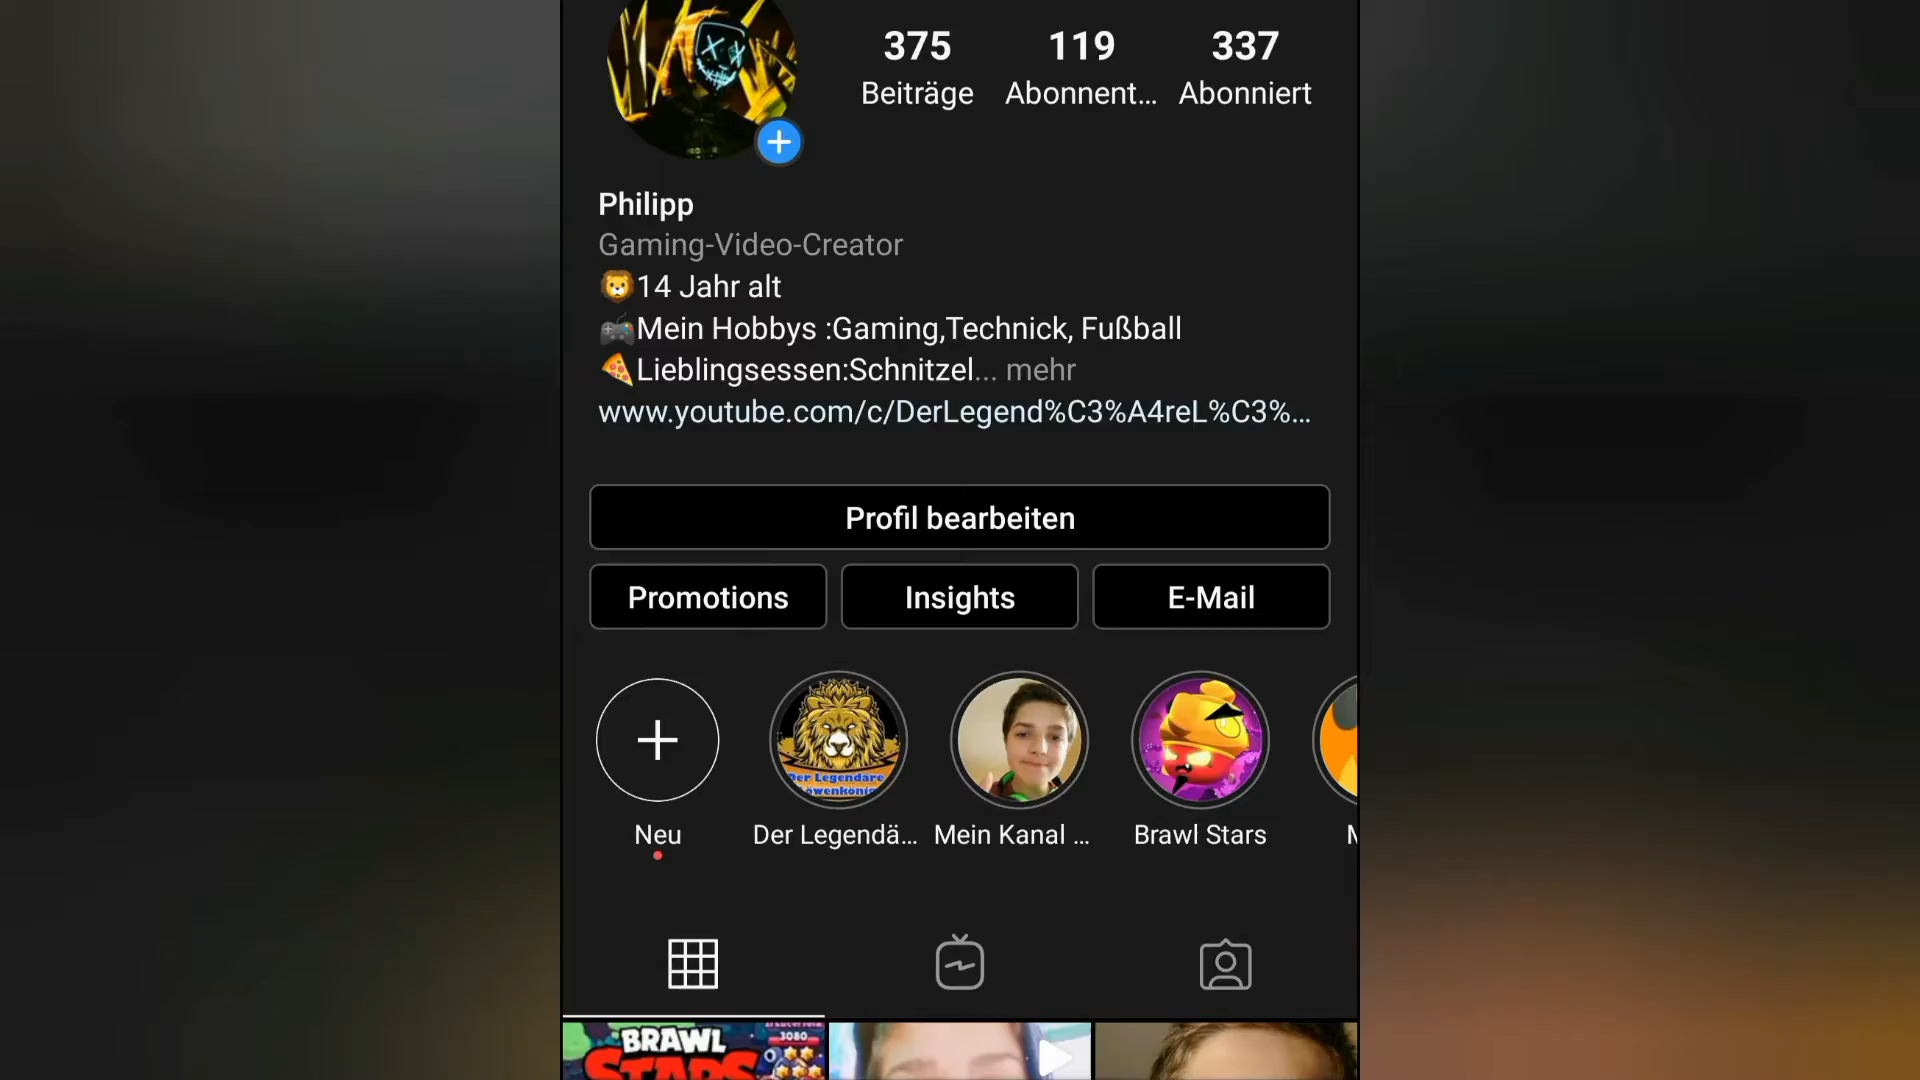 375 119 337
Beiträge Abonnent... Abonniert
Philipp
Gaming-Video-Creator
🦁14 Jahr alt
🎮Mein Hobbys :Gaming,Technick, Fußball
🍕Lieblingsessen:Schnitzel... mehr
www.youtube.com/c/DerLegend%C3%A4reL%C3%...
Profil bearbeiten
Promotions Insights E-Mail
Der Legendäre
Löwenkönig
Neu Der Legendä... Mein Kanal ... Brawl Stars
3080
BRAWL
STARS